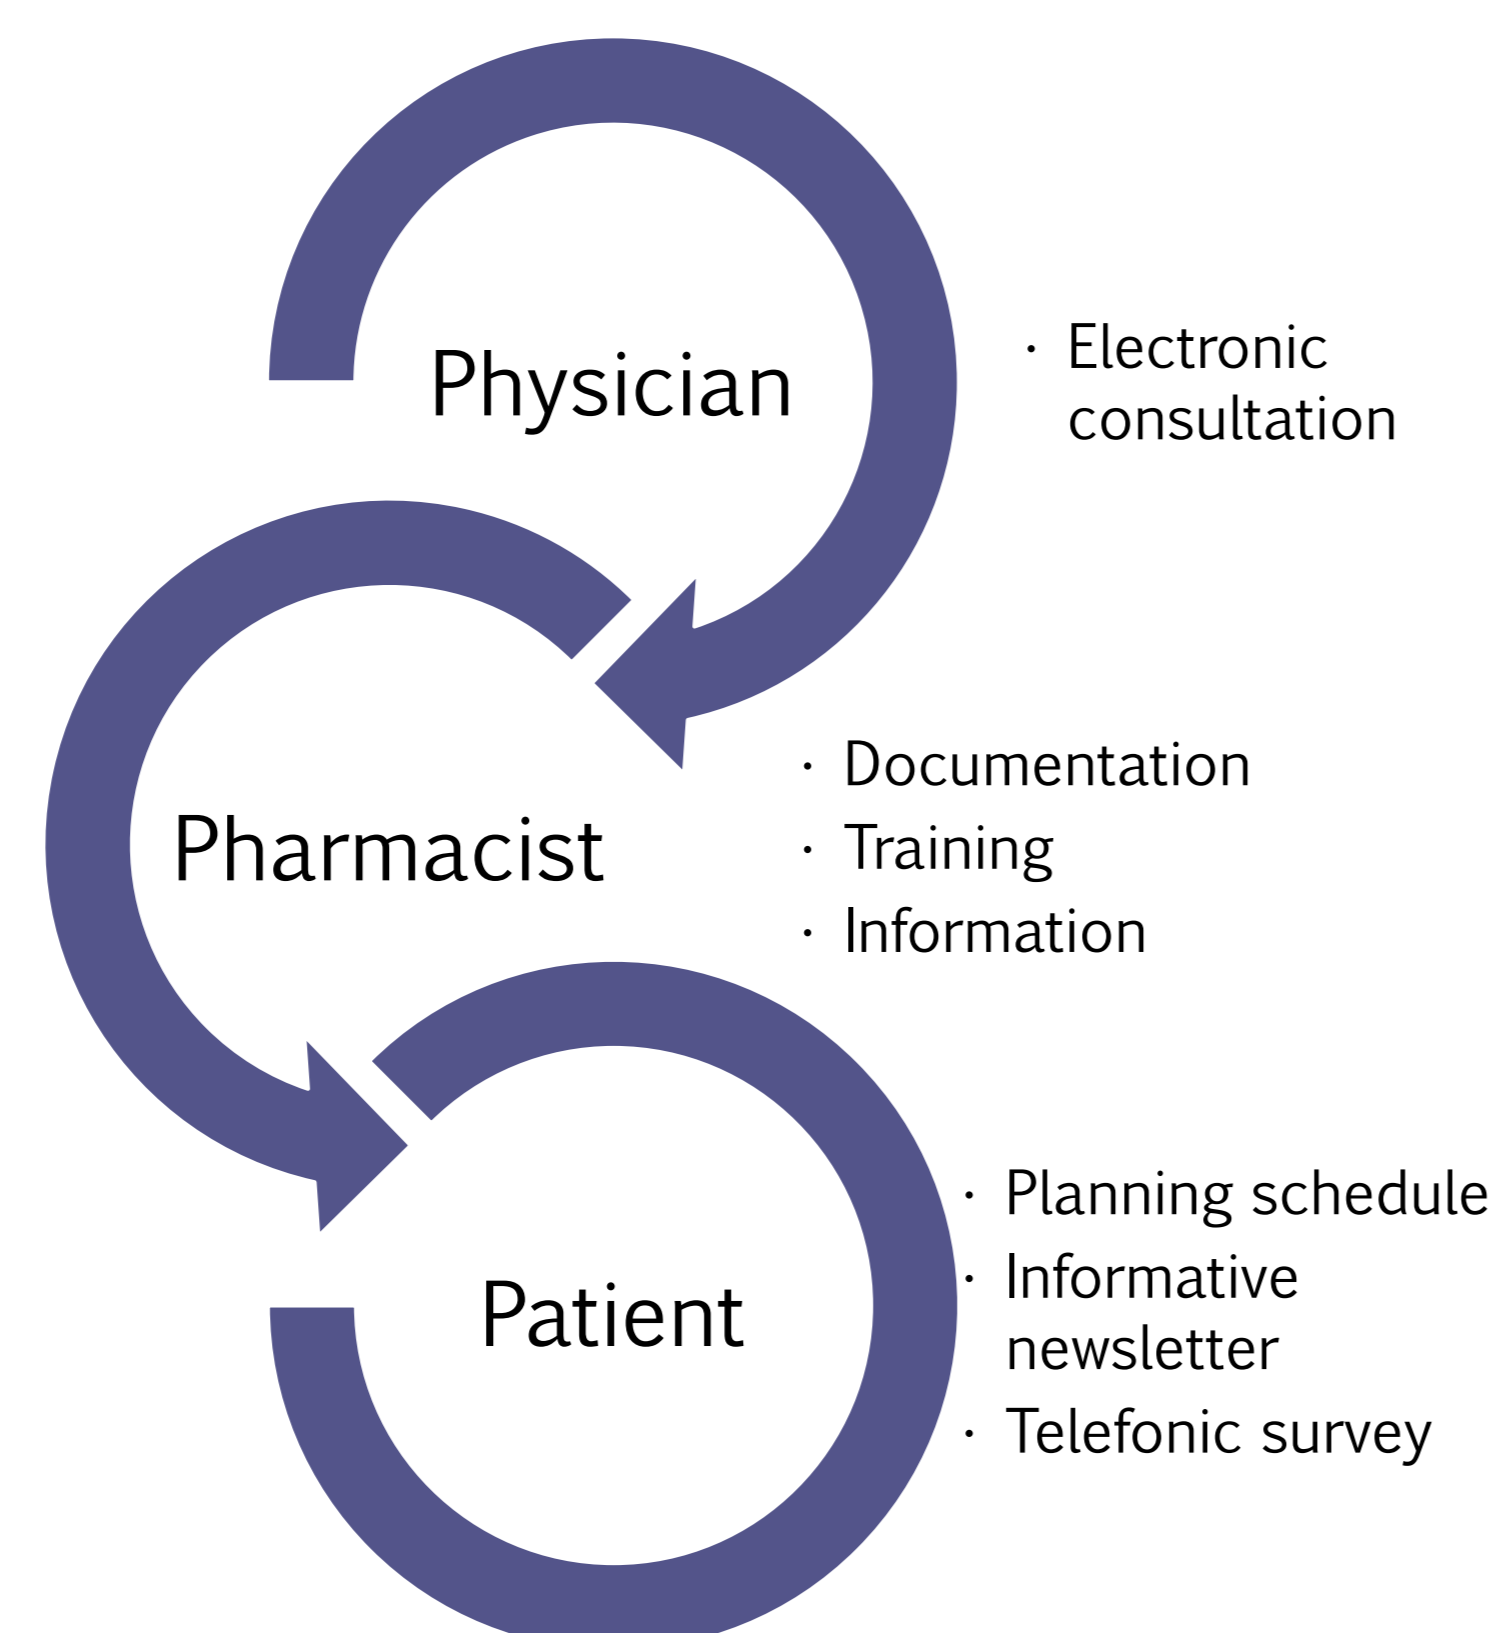 Physician
· Electronic
consultation
Pharmacist
· Documentation
· Training
· Information
Patient
· Planning schedule
· Informative
newsletter
· Telefonic survey